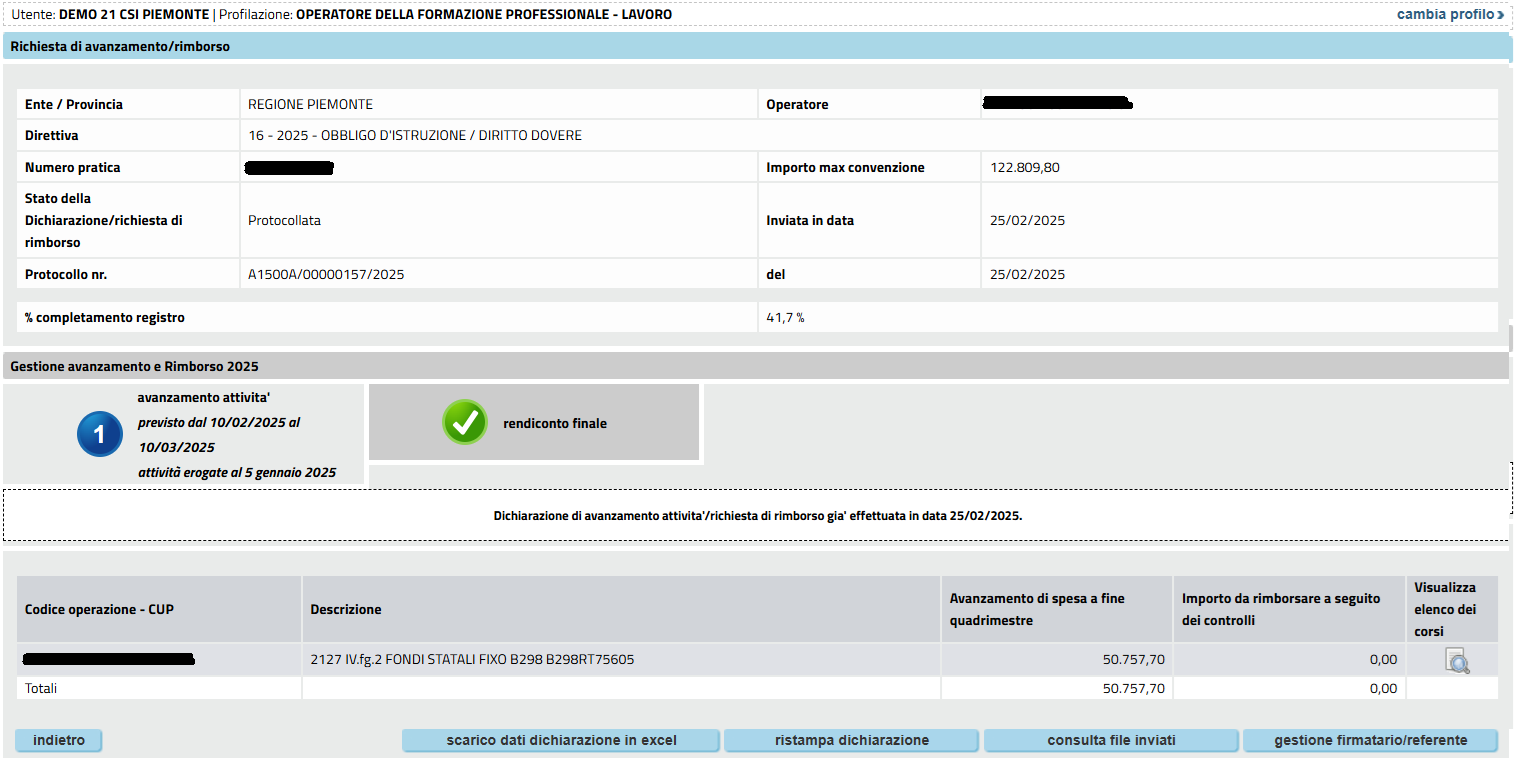 Utente: DEMO 21 CSI PIEMONTE | Profilazione: OPERATORE DELLA FORMAZIONE PROFESSIONALE - LAVORO
cambia profilo
Richiesta di avanzamento/rimborso
Ente / Provincia REGIONE PIEMONTE Operatore
Direttiva 16 - 2025 - OBBLIGO D'ISTRUZIONE / DIRITTO DOVERE
Numero pratica Importo max convenzione 122.809,80
Stato della
Dichiarazione/richiesta di
rimborso
Protocollata Inviata in data 25/02/2025
Protocollo nr. A1500A/00000157/2025 del 25/02/2025
% completamento registro 41,7 %
Gestione avanzamento e Rimborso 2025
1
avanzamento attivita'
previsto dal 10/02/2025 al
10/03/2025
attività erogate al 5 gennaio 2025
rendiconto finale
Dichiarazione di avanzamento attivita'/richiesta di rimborso gia' effettuata in data 25/02/2025.
Codice operazione - CUP
Descrizione
Avanzamento di spesa a fine
quadrimestre
Importo da rimborsare a seguito
dei controlli
Visualizza
elenco dei
corsi
2127 IV.fg.2 FONDI STATALI FIXO B298 B298RT75605 50.757,70 0,00
Totali 50.757,70 0,00
indietro
scarico dati dichiarazione in excel
ristampa dichiarazione
consulta file inviati
gestione firmatario/referente